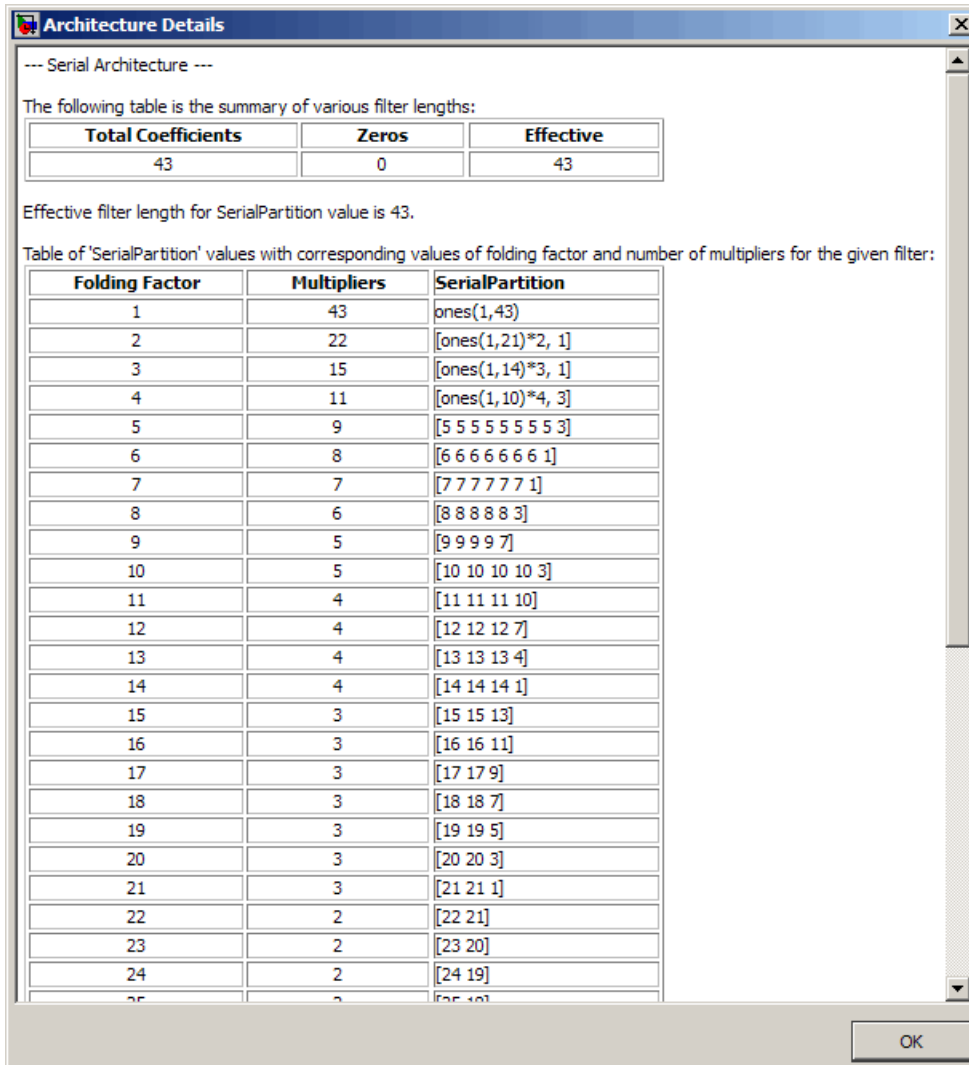 Architecture Details
--- Serial Architecture ---
The following table is the summary of various filter lengths:
Total Coefficients Zeros Effective
43 0 43
Effective filter length for SerialPartition value is 43.
Table of 'SerialPartition' values with corresponding values of folding factor and number of multipliers for the given filter:
Folding Factor Multipliers SerialPartition
1 43 ones(1,43)
2 22 [ones(1,21)*2, 1]
3 15 [ones(1,14)*3, 1]
4 11 [ones(1,10)*4, 3]
5 9 [5 5 5 5 5 5 5 5 3]
6 8 [6 6 6 6 6 6 6 1]
7 7 [7 7 7 7 7 7 1]
8 6 [8 8 8 8 8 3]
9 5 [9 9 9 9 7]
10 5 [10 10 10 10 3]
11 4 [11 11 11 10]
12 4 [12 12 12 7]
13 4 [13 13 13 4]
14 4 [14 14 14 1]
15 3 [15 15 13]
16 3 [16 16 11]
17 3 [17 17 9]
18 3 [18 18 7]
19 3 [19 19 5]
20 3 [20 20 3]
21 3 [21 21 1]
22 2 [22 21]
23 2 [23 20]
24 2 [24 19]
OK